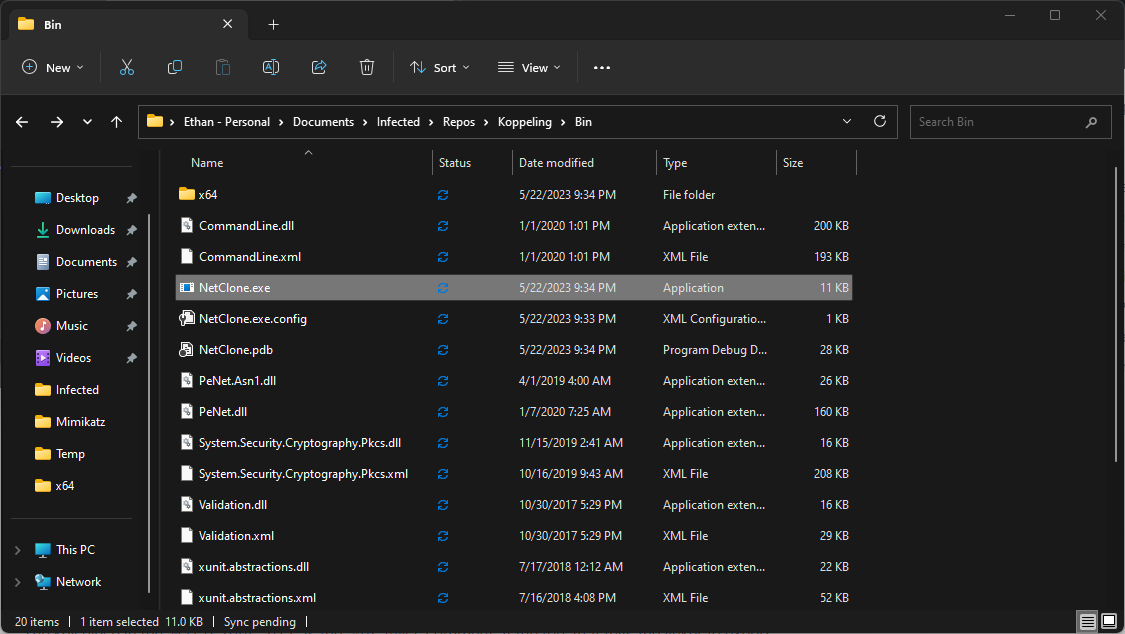 Bin
New
Sort
View
Ethan - Personal > Documents > Infected > Repos > Koppeling > Bin
Search Bin
Name Status Date modified Type Size
Desktop
Downloads
Documents
Pictures
Music
Videos
Infected
Mimikatz
Temp
x64
This PC
Network
x64 5/22/2023 9:34 PM File folder
CommandLine.dll 1/1/2020 1:01 PM Application exten... 200 KB
CommandLine.xml 1/1/2020 1:01 PM XML File 193 KB
NetClone.exe 5/22/2023 9:34 PM Application 11 KB
NetClone.exe.config 5/22/2023 9:33 PM XML Configuratio... 1 KB
NetClone.pdb 5/22/2023 9:34 PM Program Debug D... 28 KB
PeNet.Asn1.dll 4/1/2019 4:00 AM Application exten... 26 KB
PeNet.dll 1/7/2020 7:25 AM Application exten... 160 KB
System.Security.Cryptography.Pkcs.dll 11/15/2019 2:41 AM Application exten... 16 KB
System.Security.Cryptography.Pkcs.xml 10/16/2019 9:43 AM XML File 208 KB
Validation.dll 10/30/2017 5:29 PM Application exten... 16 KB
Validation.xml 10/30/2017 5:29 PM XML File 29 KB
xunit.abstractions.dll 7/17/2018 12:12 AM Application exten... 22 KB
xunit.abstractions.xml 7/16/2018 4:08 PM XML File 52 KB
20 items | 1 item selected 11.0 KB | Sync pending |